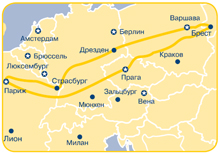 Варшава
Берлин
Амстердам
Брест
Дрезден
Брюссель
Краков
Люксембург
Прага
Страсбург
Париж
Зальцбург
Вена
Мюнхен
Лион
Милан